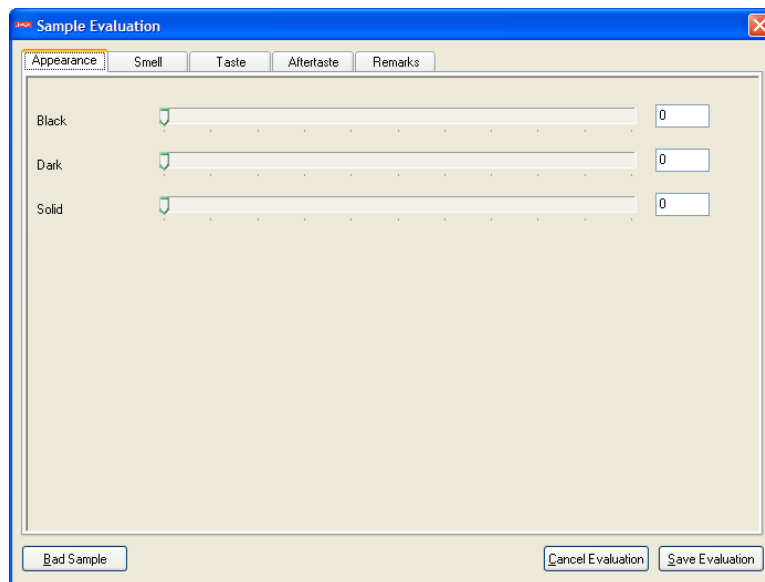 Sample Evaluation
Appearance Smell Taste Aftertaste Remarks
Black 0
Dark 0
Solid 0
Bad Sample Cancel Evaluation Save Evaluation